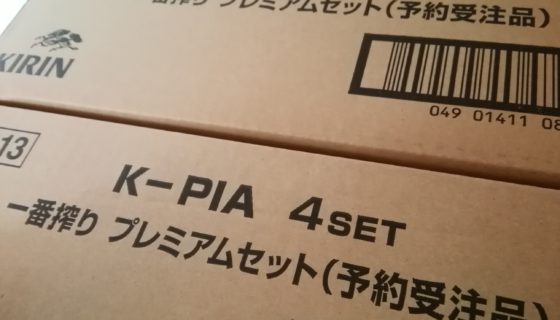 搾り プレミアムセット(予約受注品)
KIRIN
049 01411 08
13
K-PIA 4SET
一番搾り プレミアムセット(予約受注品)